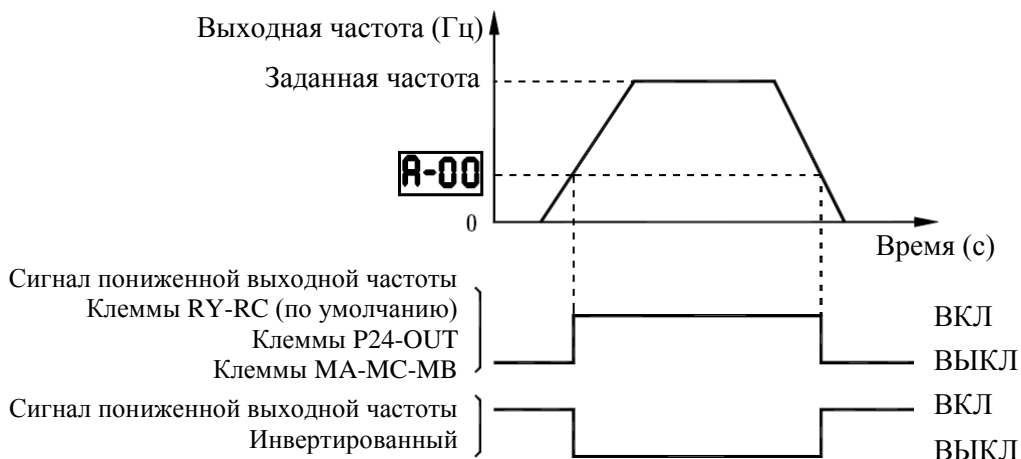 Выходная частота (Гц)
Заданная частота
A-00
0
Время (с)
Сигнал пониженной выходной частоты
Клеммы RY-RC (по умолчанию)
Клеммы P24-OUT
Клеммы MA-MC-MB
ВКЛ
ВЫКЛ
Сигнал пониженной выходной частоты
Инвертированный
ВКЛ
ВЫКЛ